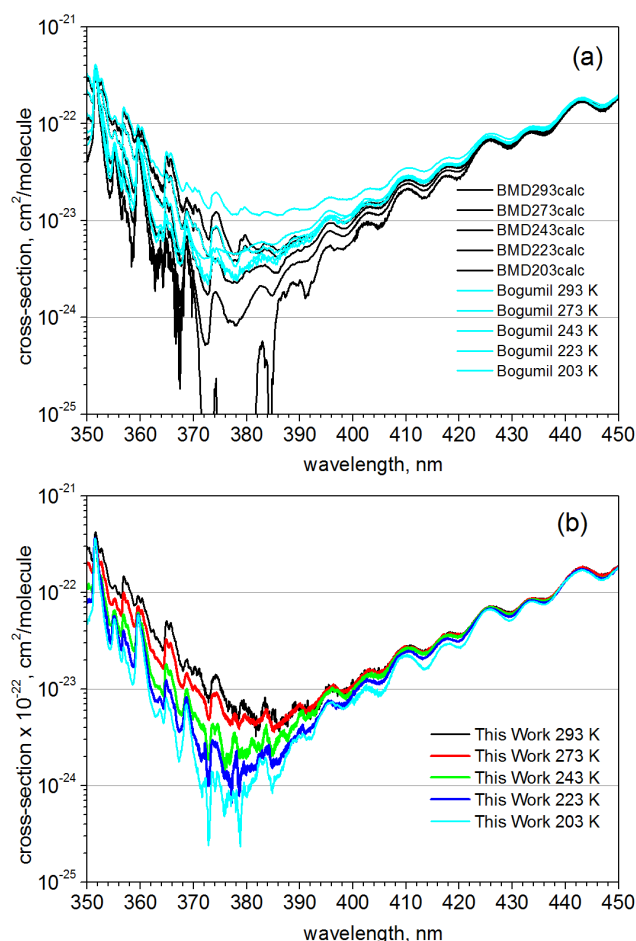 10-21
(a)
10-22
10-23
10-24
10-25
cross-section, cm2/molecule
BMD293calc
BMD273calc
BMD243calc
BMD223calc
BMD203calc
Bogumil 293 K
Bogumil 273 K
Bogumil 243 K
Bogumil 223 K
Bogumil 203 K
350 360 370 380 390 400 410 420 430 440 450
wavelength, nm
10-21
(b)
10-22
10-23
10-24
10-25
cross-section x 10-22, cm2/molecule
This Work 293 K
This Work 273 K
This Work 243 K
This Work 223 K
This Work 203 K
350 360 370 380 390 400 410 420 430 440 450
wavelength, nm